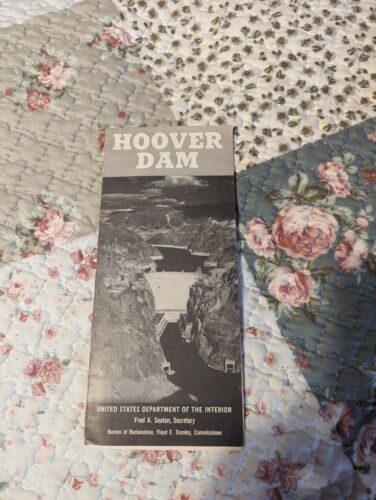 HOOVER
DAM
UNITED STATES DEPARTMENT OF THE INTERIOR
Fred A. Seaton, Secretary
Bureau of Reclamation, Floyd E. Dominy, Commissioner